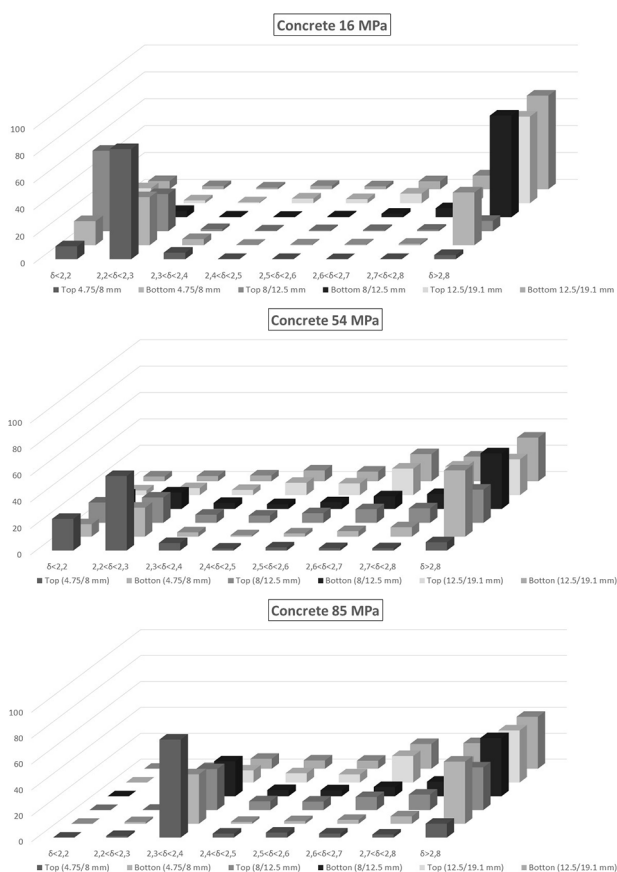 Concrete 16 MPa
100
80
60
40
20
0
δ<2,2 2,2<δ<2,3 2,3<δ<2,4 2,4<δ<2,5 2,5<δ<2,6 2,6<δ<2,7 2,7<δ<2,8 δ>2,8
Top 4.75/8 mm Bottom 4.75/8 mm Top 8/12.5 mm Bottom 8/12.5 mm Top 12.5/19.1 mm Bottom 12.5/19.1 mm
Concrete 54 MPa
100
80
60
40
20
0
δ<2,2 2,2<δ<2,3 2,3<δ<2,4 2,4<δ<2,5 2,5<δ<2,6 2,6<δ<2,7 2,7<δ<2,8 δ>2,8
Top (4.75/8 mm) Botton (4.75/8 mm) Top (8/12.5 mm) Botton (8/12.5 mm) Top (12.5/19.1 mm) Botton (12.5/19.1 mm)
Concrete 85 MPa
100
80
60
40
20
0
δ<2,2 2,2<δ<2,3 2,3<δ<2,4 2,4<δ<2,5 2,5<δ<2,6 2,6<δ<2,7 2,7<δ<2,8 δ>2,8
Top (4.75/8 mm) Botton (4.75/8 mm) Top (8/12.5 mm) Botton (8/12.5 mm) Top (12.5/19.1 mm) Botton (12.5/19.1 mm)